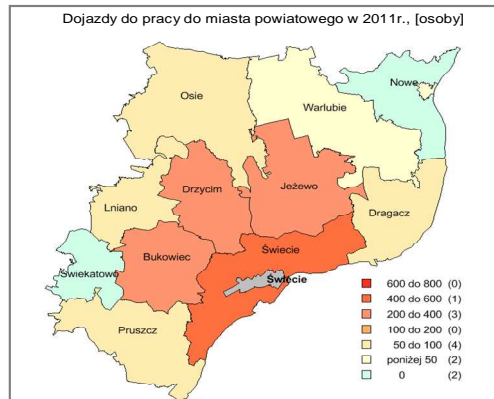 Dojazdy do pracy do miasta powiatowego w 2011r., [osoby]
Nowe
Osie
Warlubie
Drzycim
Jeżewo
Lniano
Dragacz
Bukowiec
Świecie
Świekatowo
Świecie
Pruszcz
600 do 800 (0)
400 do 600 (1)
200 do 400 (3)
100 do 200 (0)
50 do 100 (4)
poniżej 50 (2)
0 (2)